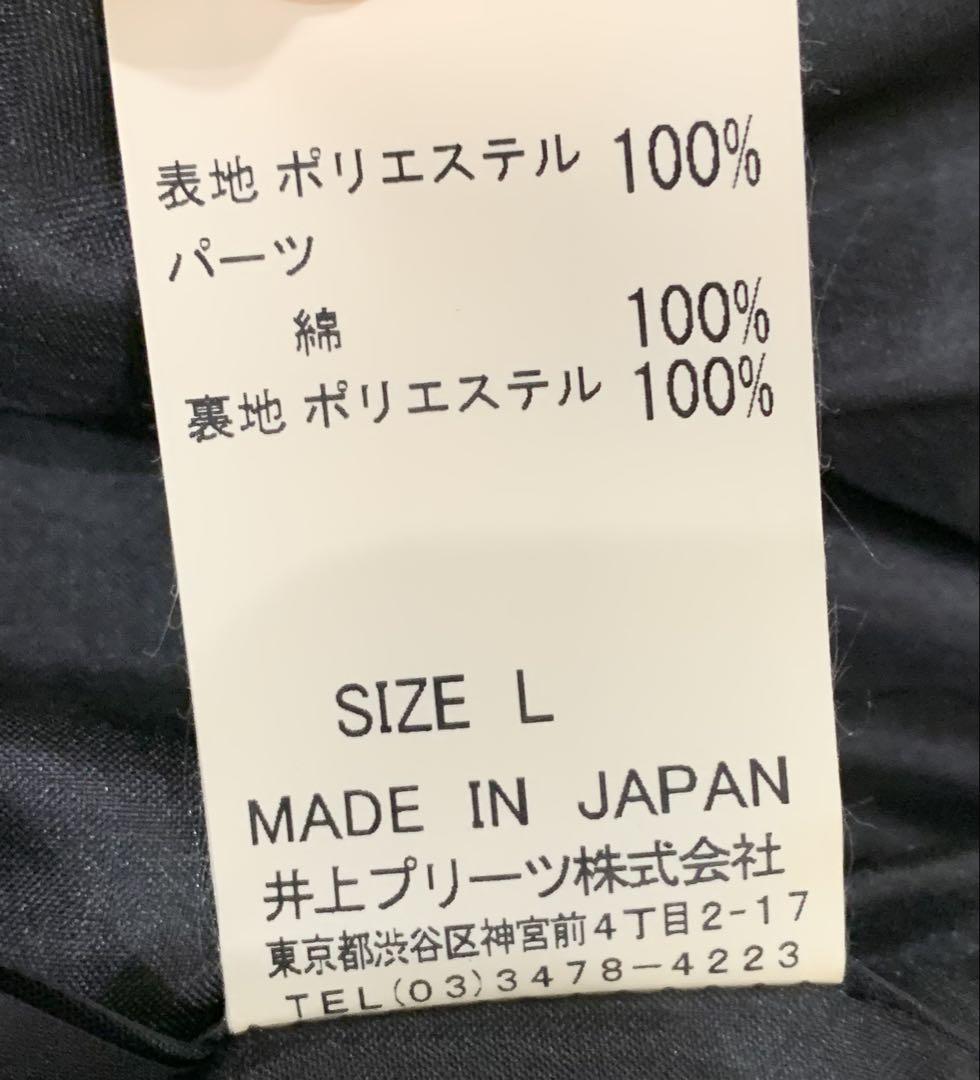 表地 ポリエステル 100%
パーツ
綿 100%
裏地 ポリエステル 100%
SIZE L
MADE IN JAPAN
井上プリーツ株式会社
東京都渋谷区神宮前4丁目2-17
TEL(03)3478-4223